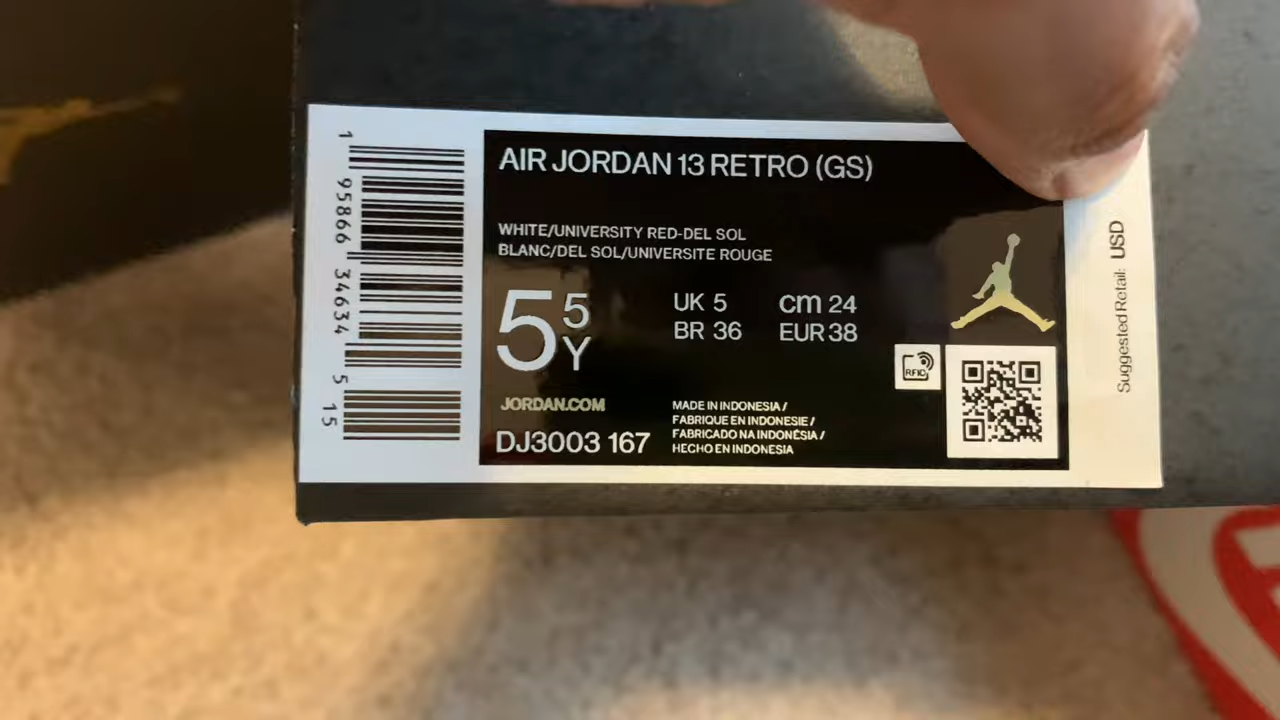 1
95866 34634 5 15
AIR JORDAN 13 RETRO (GS)
WHITE/UNIVERSITY RED-DEL SOL
BLANC/DEL SOL/UNIVERSITE ROUGE
5 5 Y
UK 5 cm 24
BR 36 EUR 38
RFID
JORDAN.COM
DJ3003 167
MADE IN INDONESIA /
FABRIQUE EN INDONESIE /
FABRICADO NA INDONÉSIA /
HECHO EN INDONESIA
Suggested Retail: USD